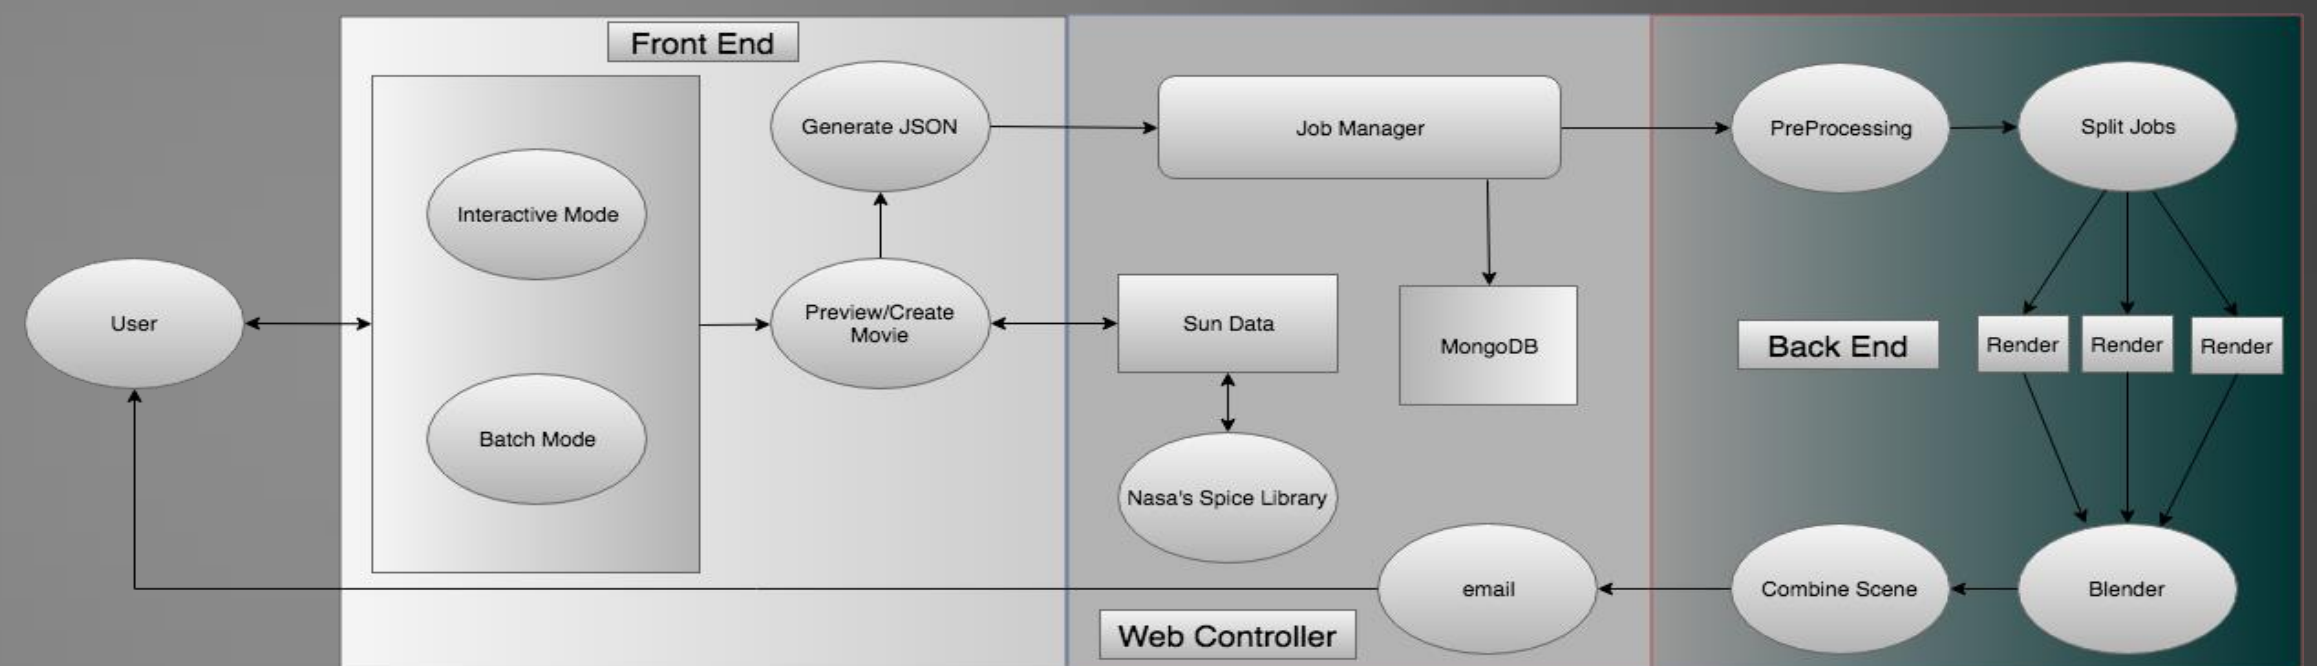 Front End
Generate JSON
Job Manager
PreProcessing
Split Jobs
Interactive Mode
User
Preview/Create
Movie
Sun Data
MongoDB
Back End
Render
Render
Render
Batch Mode
Nasa's Spice Library
email
Combine Scene
Blender
Web Controller